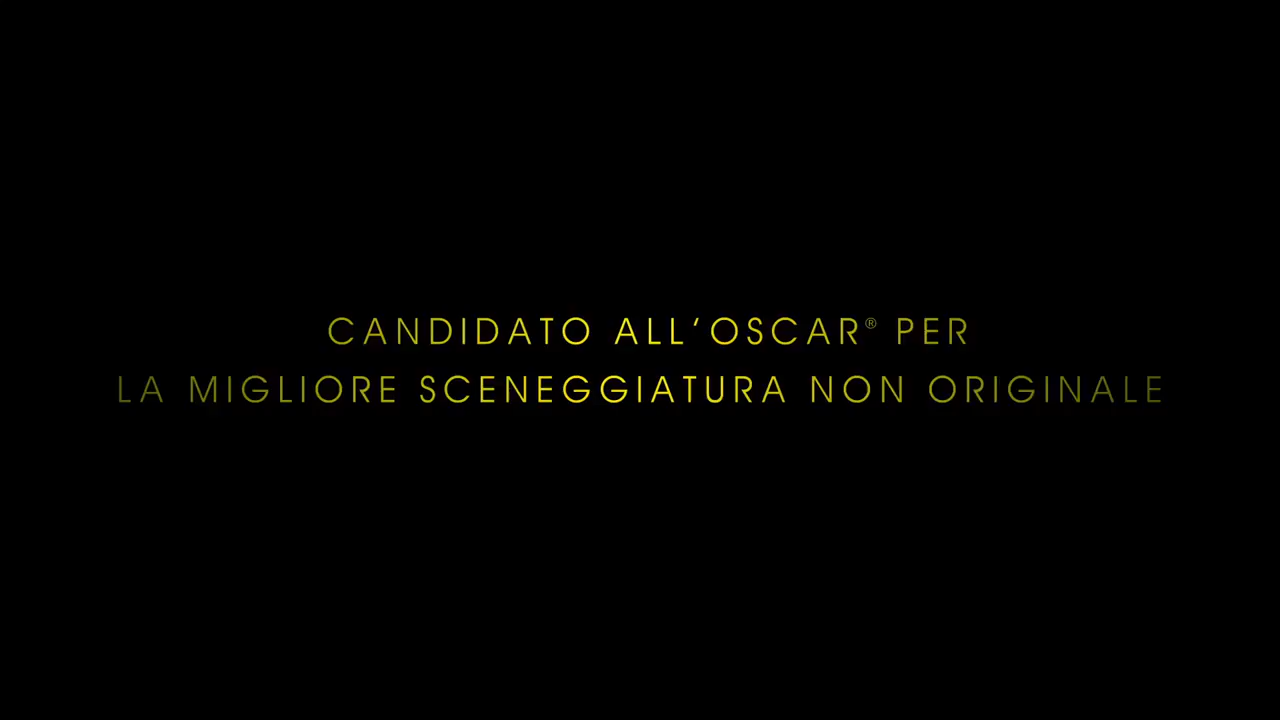 CANDIDATO ALL'OSCAR® PER
LA MIGLIORE SCENEGGIATURA NON ORIGINALE